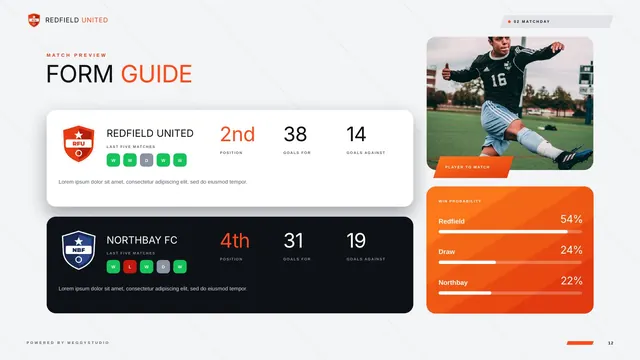 REDFIELD UNITED
02 MATCHDAY
MATCH PREVIEW
FORM GUIDE
RFU
REDFIELD UNITED
LAST FIVE MATCHES
W W D W W
2nd
POSITION
38
GOALS FOR
14
GOALS AGAINST
Lorem ipsum dolor sit amet, consectetur adipiscing elit, sed do eiusmod tempor.
NBF
NORTHBAY FC
LAST FIVE MATCHES
W L W D W
4th
POSITION
31
GOALS FOR
19
GOALS AGAINST
Lorem ipsum dolor sit amet, consectetur adipiscing elit, sed do eiusmod tempor.
16
PLAYER TO WATCH
WIN PROBABILITY
Redfield 54%
Draw 24%
Northbay 22%
POWERED BY WEGGYSTUDIO
12